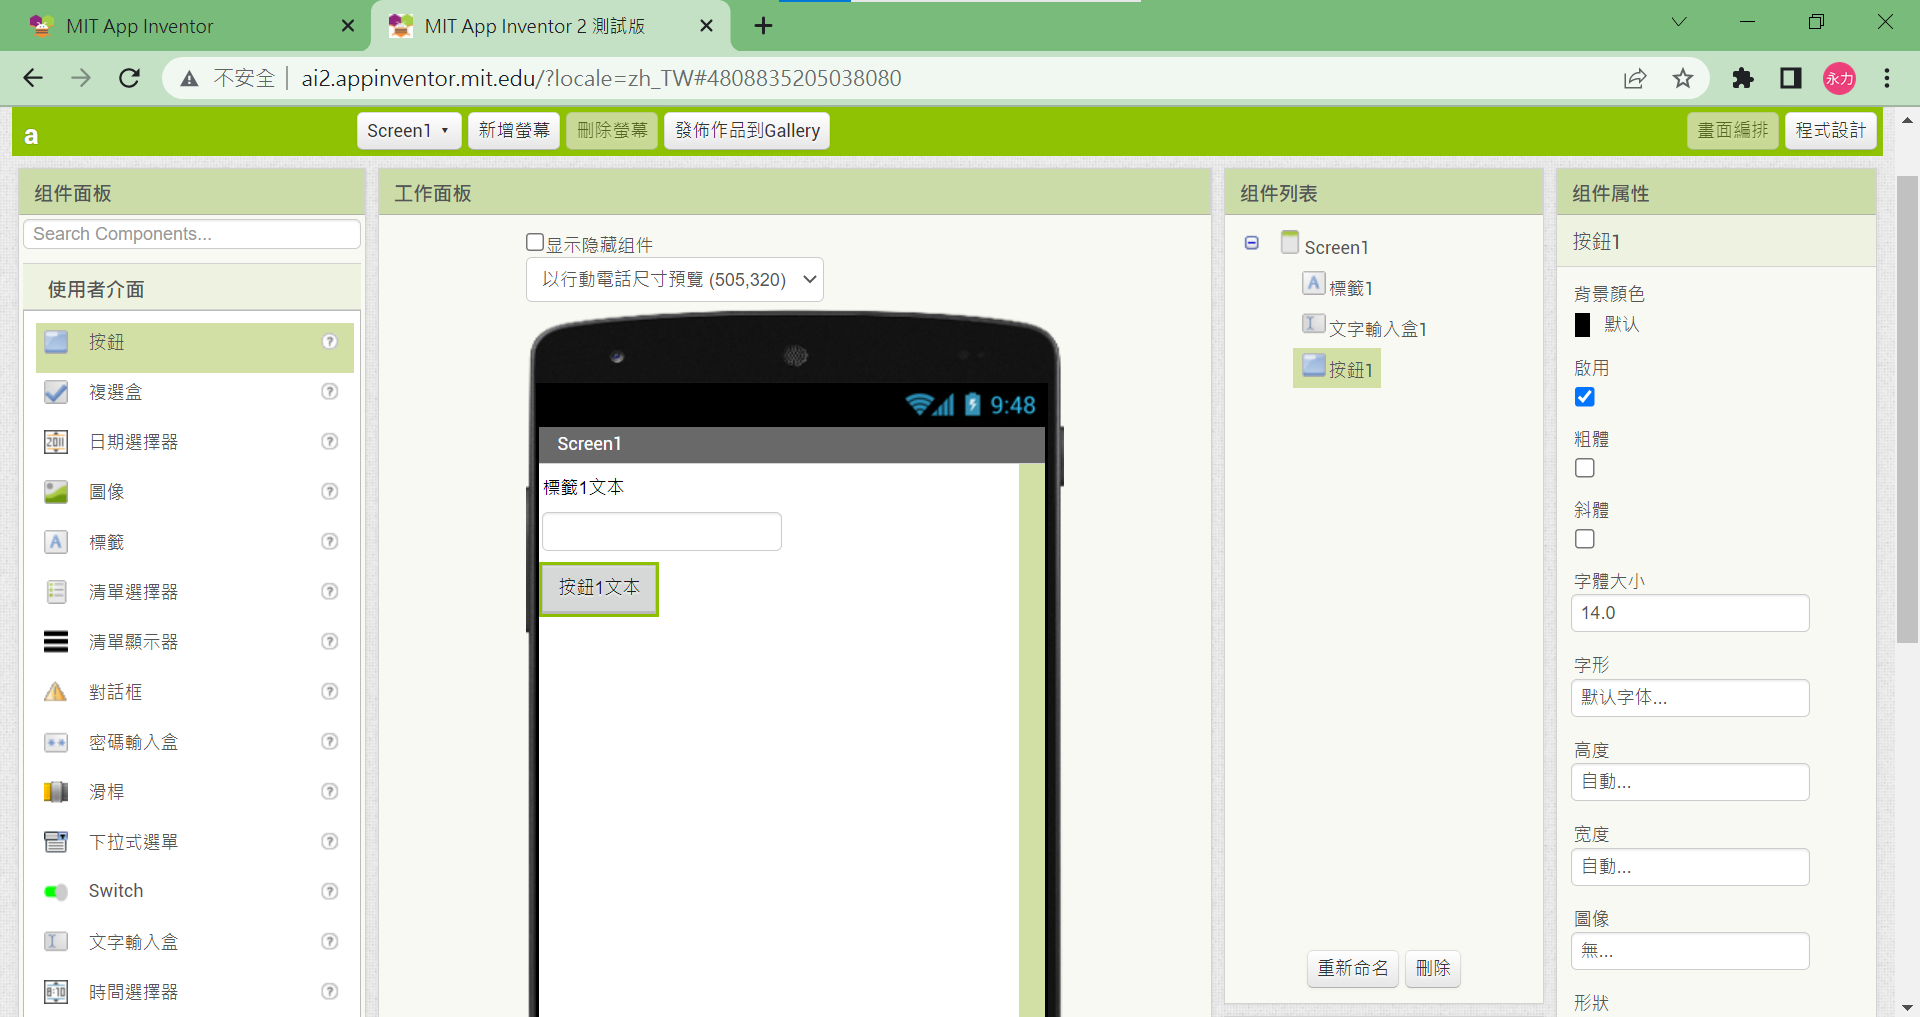 MIT App Inventor
MIT App Inventor 2 測試版
不安全
ai2.appinventor.mit.edu/?locale=zh_TW#4808835205038080
永力
a
Screen1
新增螢幕
刪除螢幕
發佈作品到Gallery
畫面編排
程式設計
组件面板
Search Components...
使用者介面
按鈕
複選盒
日期選擇器
圖像
標籤
清單選擇器
清單顯示器
對話框
密碼輸入盒
滑桿
下拉式選單
Switch
文字輸入盒
時間選擇器
工作面板
显示隐藏组件
以行動電話尺寸預覽 (505,320)
9:48
Screen1
標籤1文本
按鈕1文本
组件列表
Screen1
標籤1
文字輸入盒1
按鈕1
重新命名
刪除
组件属性
按鈕1
背景顏色
默认
啟用
粗體
斜體
字體大小
14.0
字形
默认字体...
高度
自動...
宽度
自動...
圖像
無...
形狀